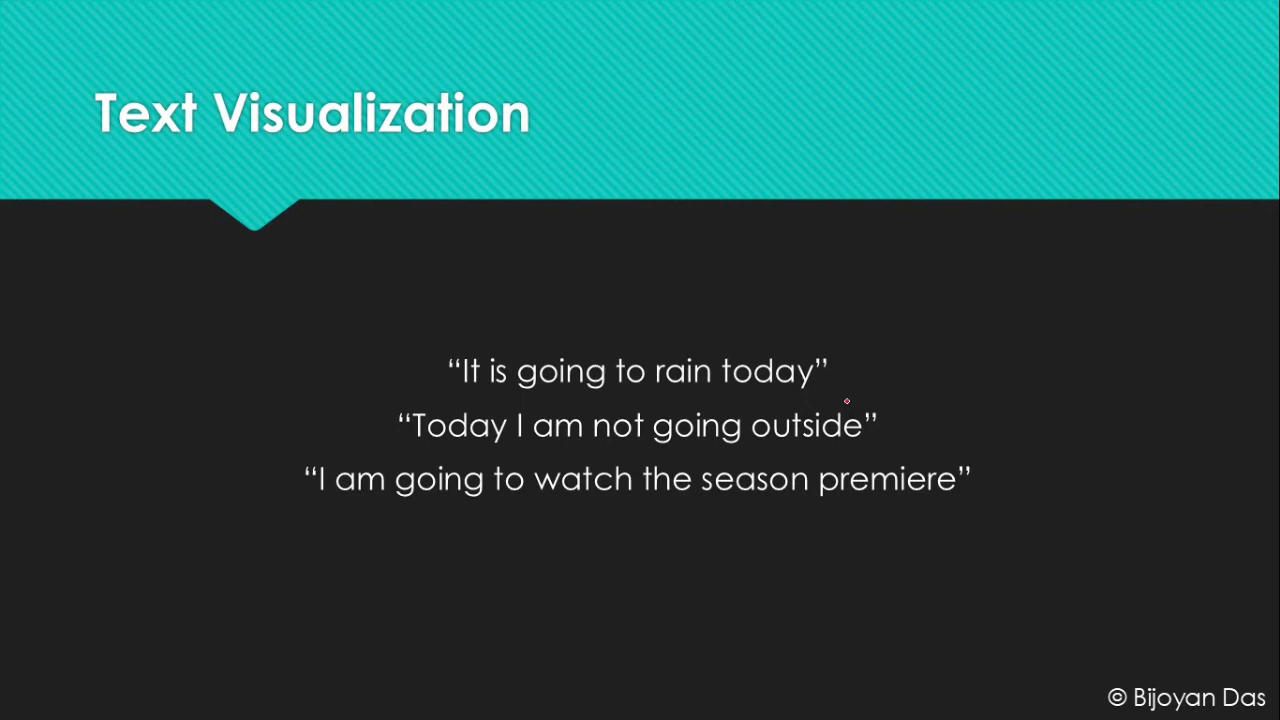 Text Visualization
“It is going to rain today”
“Today I am not going outside”
“I am going to watch the season premiere”
© Bijoyan Das